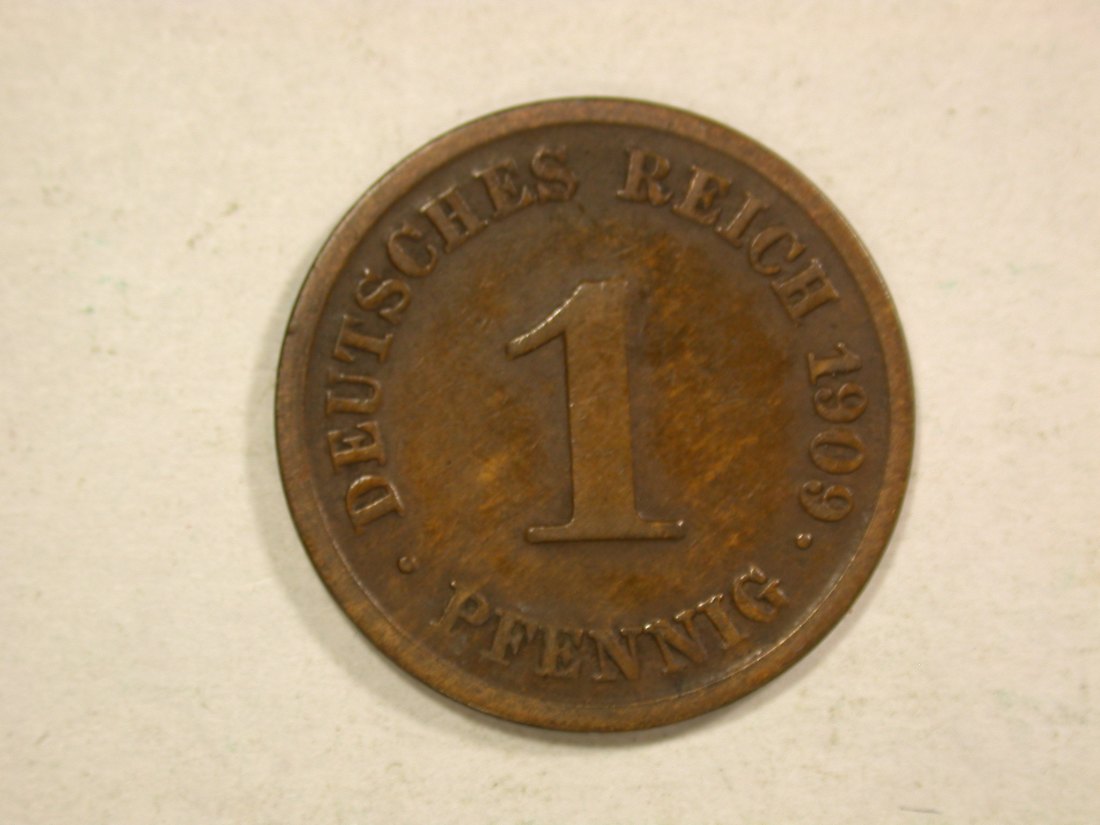 DEUTSCHES REICH 1909
1
· PFENNIG ·